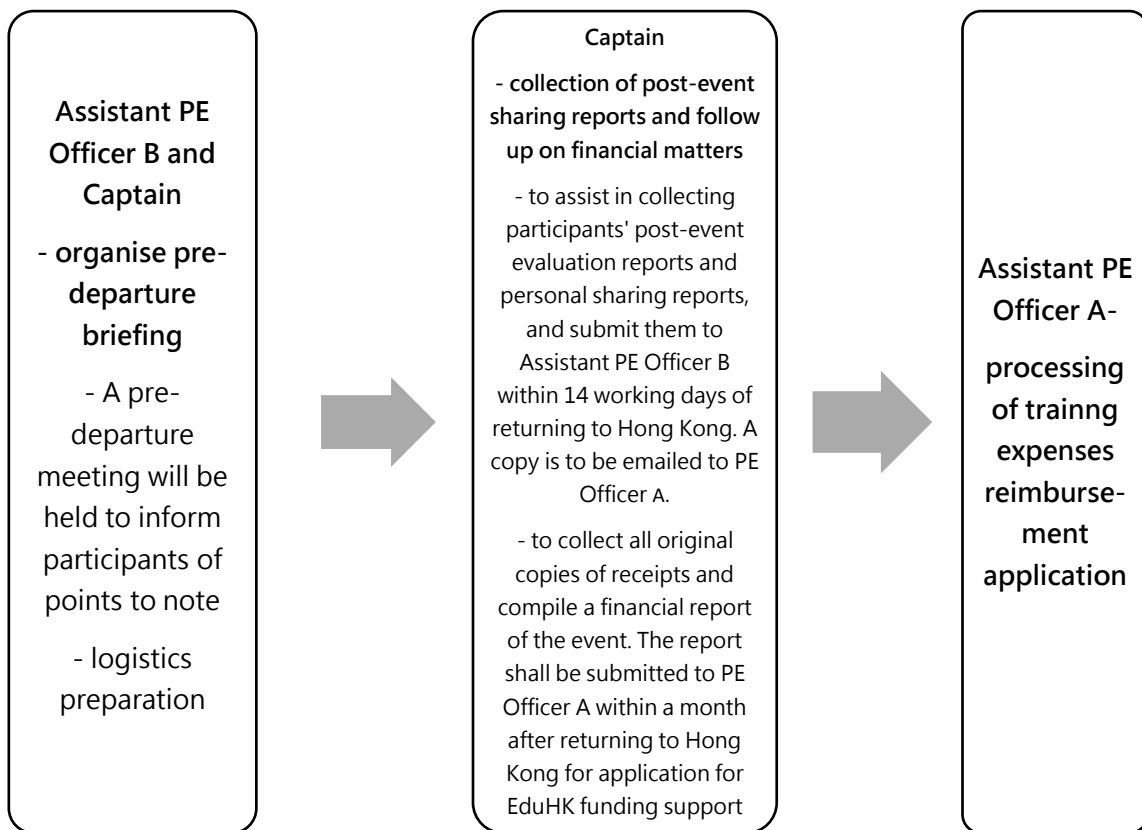 Assistant PE
Officer B and
Captain
- organise pre-
departure
briefing
- A pre-
departure
meeting will be
held to inform
participants of
points to note
- logistics
preparation
Captain
- collection of post-event
sharing reports and follow
up on financial matters
- to assist in collecting
participants' post-event
evaluation reports and
personal sharing reports,
and submit them to
Assistant PE Officer B
within 14 working days of
returning to Hong Kong. A
copy is to be emailed to PE
Officer A.
- to collect all original
copies of receipts and
compile a financial report
of the event. The report
shall be submitted to PE
Officer A within a month
after returning to Hong
Kong for application for
EduHK funding support
Assistant PE
Officer A-
processing
of trainng
expenses
reimburse-
ment
application